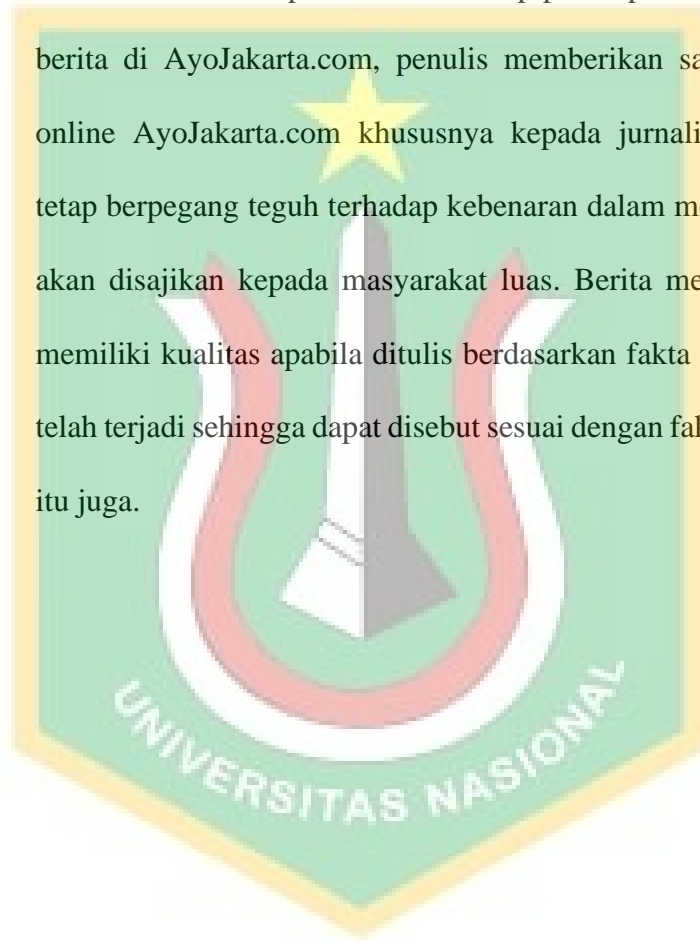 berita di AyoJakarta.com, penulis memberikan
online AyoJakarta.com khususnya kepada
tetap berpegang teguh terhadap kebenaran dalam
akan disajikan kepada masyarakat luas. Berita
memiliki kualitas apabila ditulis berdasarkan fakta
telah terjadi sehingga dapat disebut sesuai dengan
itu juga.
UNIVERSITAS NASIONAL